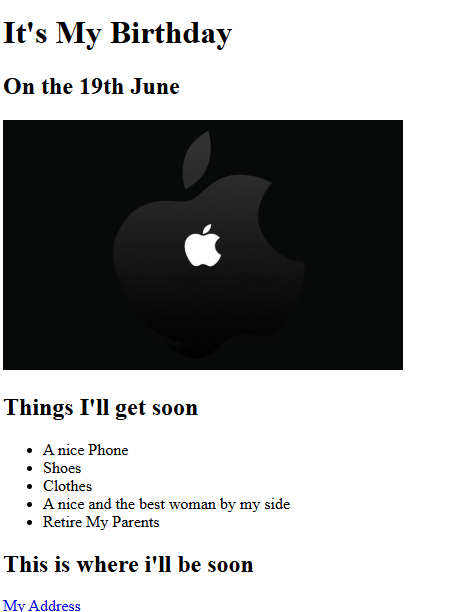 It's My Birthday
On the 19th June
Things I'll get soon
A nice Phone
Shoes
Clothes
A nice and the best woman by my side
Retire My Parents
This is where i'll be soon
My Address